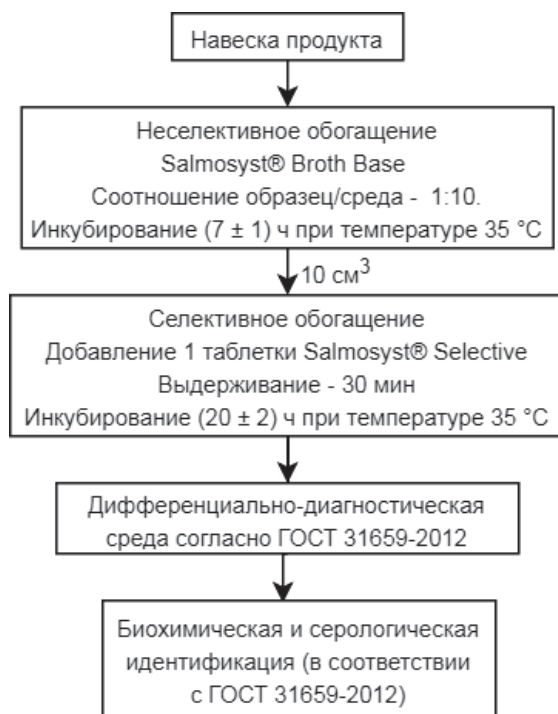 Навеска продукта
Неселективное обогащение
Salmosyst® Broth Base
Соотношение образец/среда - 1:10.
Инкубирование (7 ± 1) ч при температуре 35 °C
10 см³
Селективное обогащение
Добавление 1 таблетки Salmosyst® Selective
Выдерживание - 30 мин
Инкубирование (20 ± 2) ч при температуре 35 °C
Дифференциально-диагностическая
среда согласно ГОСТ 31659-2012
Биохимическая и серологическая
идентификация (в соответствии
с ГОСТ 31659-2012)